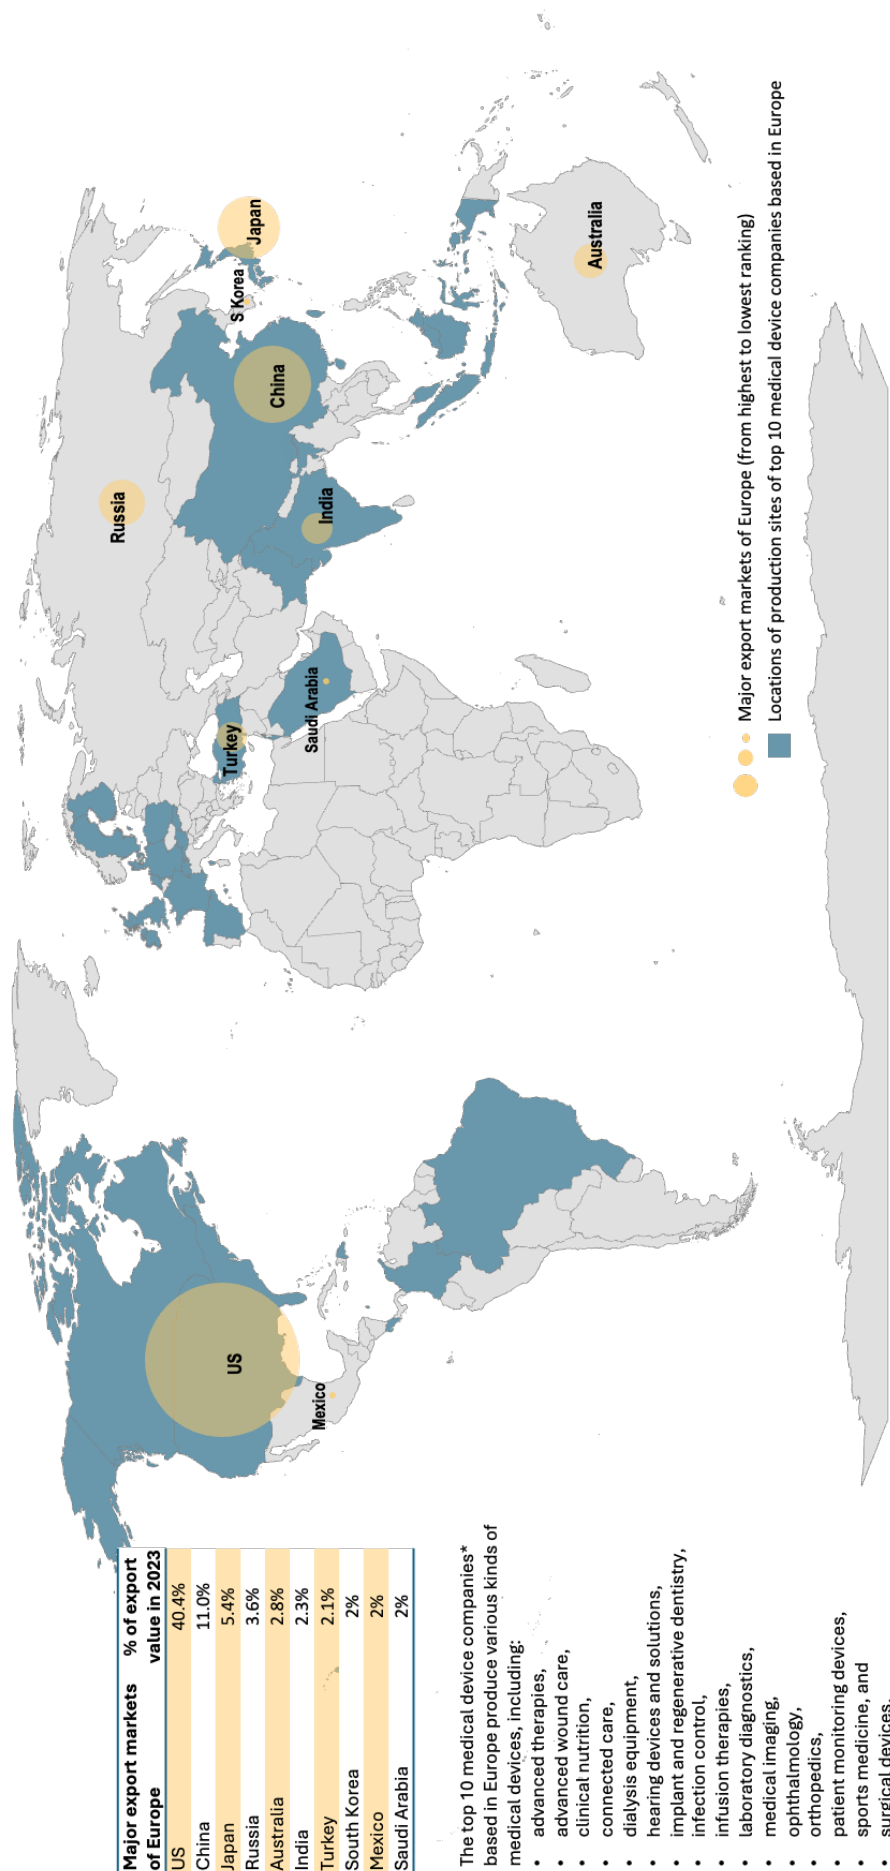 Major export markets of Europe	% of export value in 2023
US	40.4%
China	11.0%
Japan	5.4%
Russia	3.6%
Australia	2.8%
India	2.3%
Turkey	2.1%
South Korea	2%
Mexico	2%
Saudi Arabia	2%
The top 10 medical device companies*
based in Europe produce various kinds of
medical devices, including:
• advanced therapies,
• advanced wound care,
• clinical nutrition,
• connected care,
• dialysis equipment,
• hearing devices and solutions,
• implant and regenerative dentistry,
• infection control,
• infusion therapies,
• laboratory diagnostics,
• medical imaging,
• ophthalmology,
• orthopedics,
• patient monitoring devices,
• sports medicine, and
• surgical devices.
US
Mexico
Turkey
Saudi Arabia
Russia
India
China
S Korea
Japan
Australia
Major export markets of Europe (from highest to lowest ranking)
Locations of production sites of top 10 medical device companies based in Europe